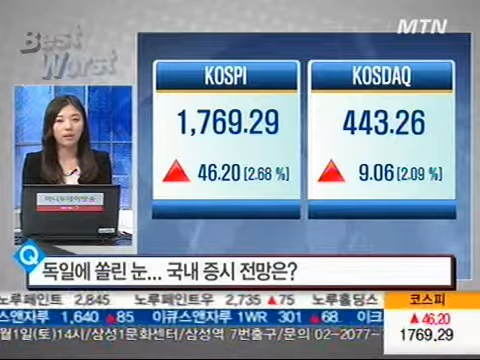 MTN
Best
Worst
KOSPI
KOSDAQ
1,769.29
443.26
▲ 46.20 [2.68 %]
▲ 9.06 [2.09 %]
머니투데이방송
Q
독일에 쏠린 눈... 국내 증시 전망은?
노루페인트 2,845 노루페인트우 2,735 ▲75 노루홀딩스
코스피
스앤자루 1,640 ▲85 이큐스앤자루 1WR 301 ▲68 이크
▲46,20
월1일(토)14시/삼성1문화센터/삼성역 7번출구/문의 02-2077-
1769.29